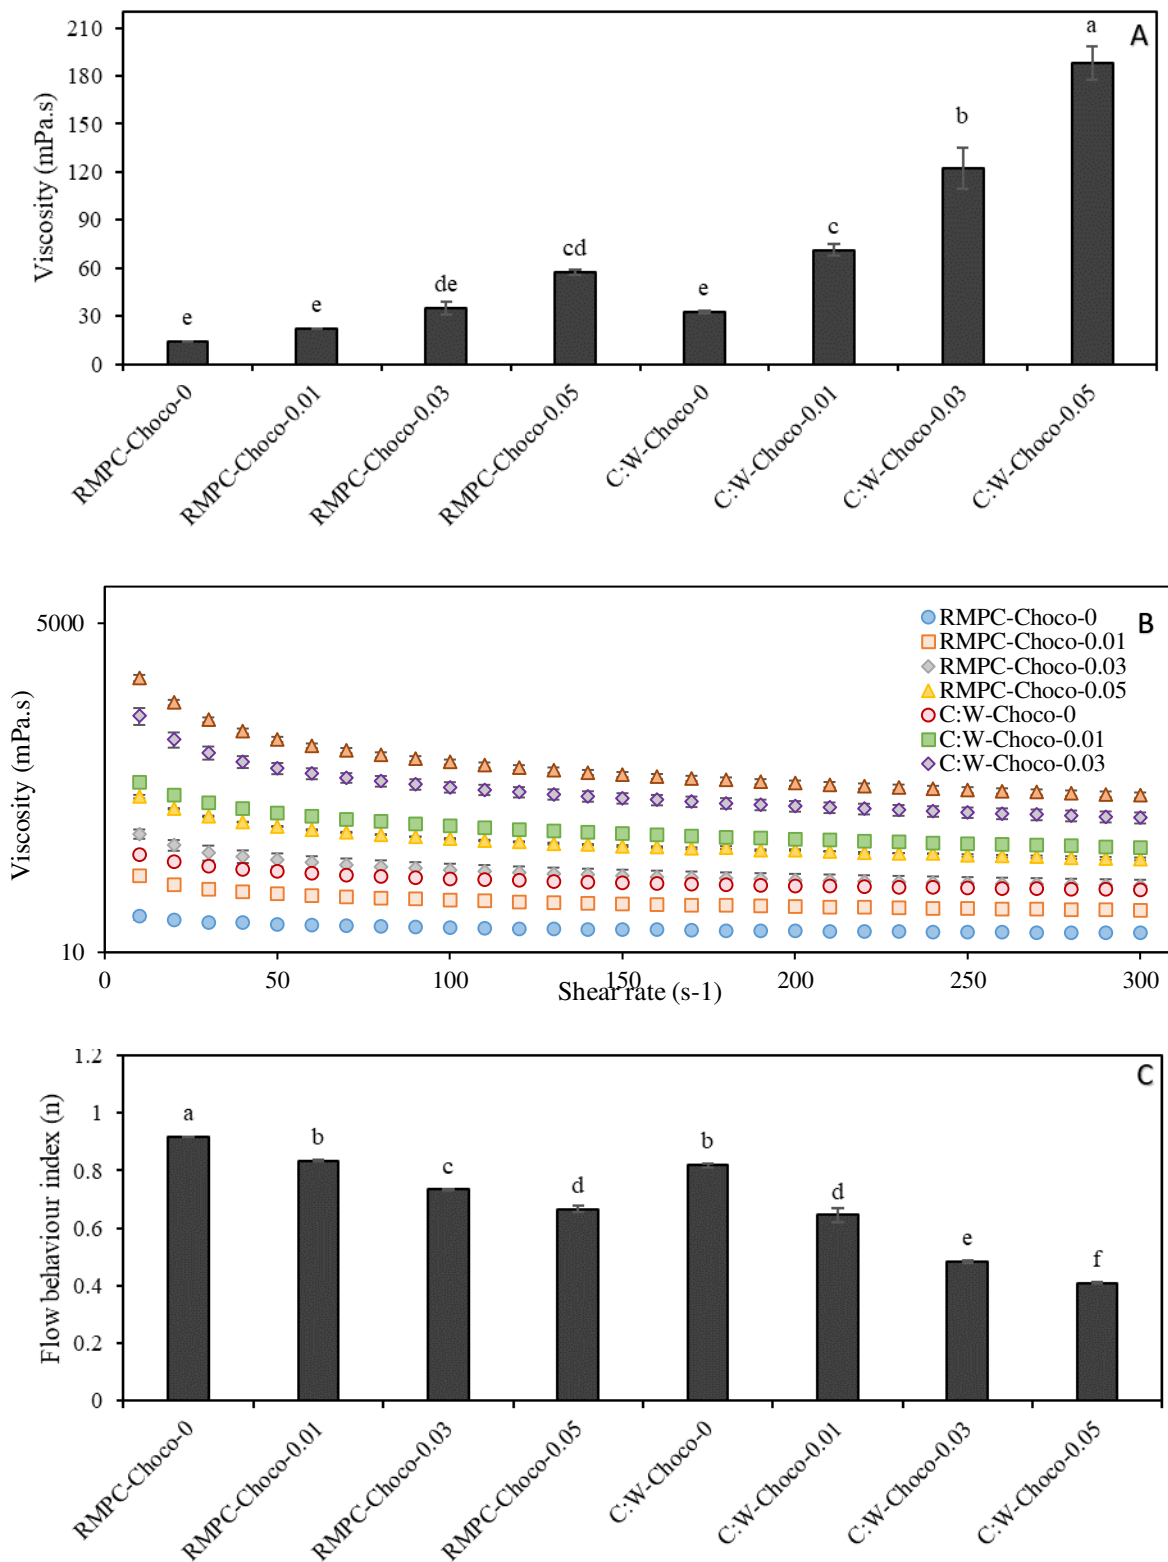 A
Viscosity (mPa.s)
210
180
150
120
90
60
30
0
e
e
de
cd
e
c
b
a
RMPC-Choco-0
RMPC-Choco-0.01
RMPC-Choco-0.03
RMPC-Choco-0.05
C:W-Choco-0
C:W-Choco-0.01
C:W-Choco-0.03
C:W-Choco-0.05
B
Viscosity (mPa.s)
5000
10
RMPC-Choco-0
RMPC-Choco-0.01
RMPC-Choco-0.03
RMPC-Choco-0.05
C:W-Choco-0
C:W-Choco-0.01
C:W-Choco-0.03
0 50 100 150 200 250 300
Shear rate (s-1)
C
Flow behaviour index (n)
1.2
1
0.8
0.6
0.4
0.2
0
a
b
c
d
b
d
e
f
RMPC-Choco-0
RMPC-Choco-0.01
RMPC-Choco-0.03
RMPC-Choco-0.05
C:W-Choco-0
C:W-Choco-0.01
C:W-Choco-0.03
C:W-Choco-0.05